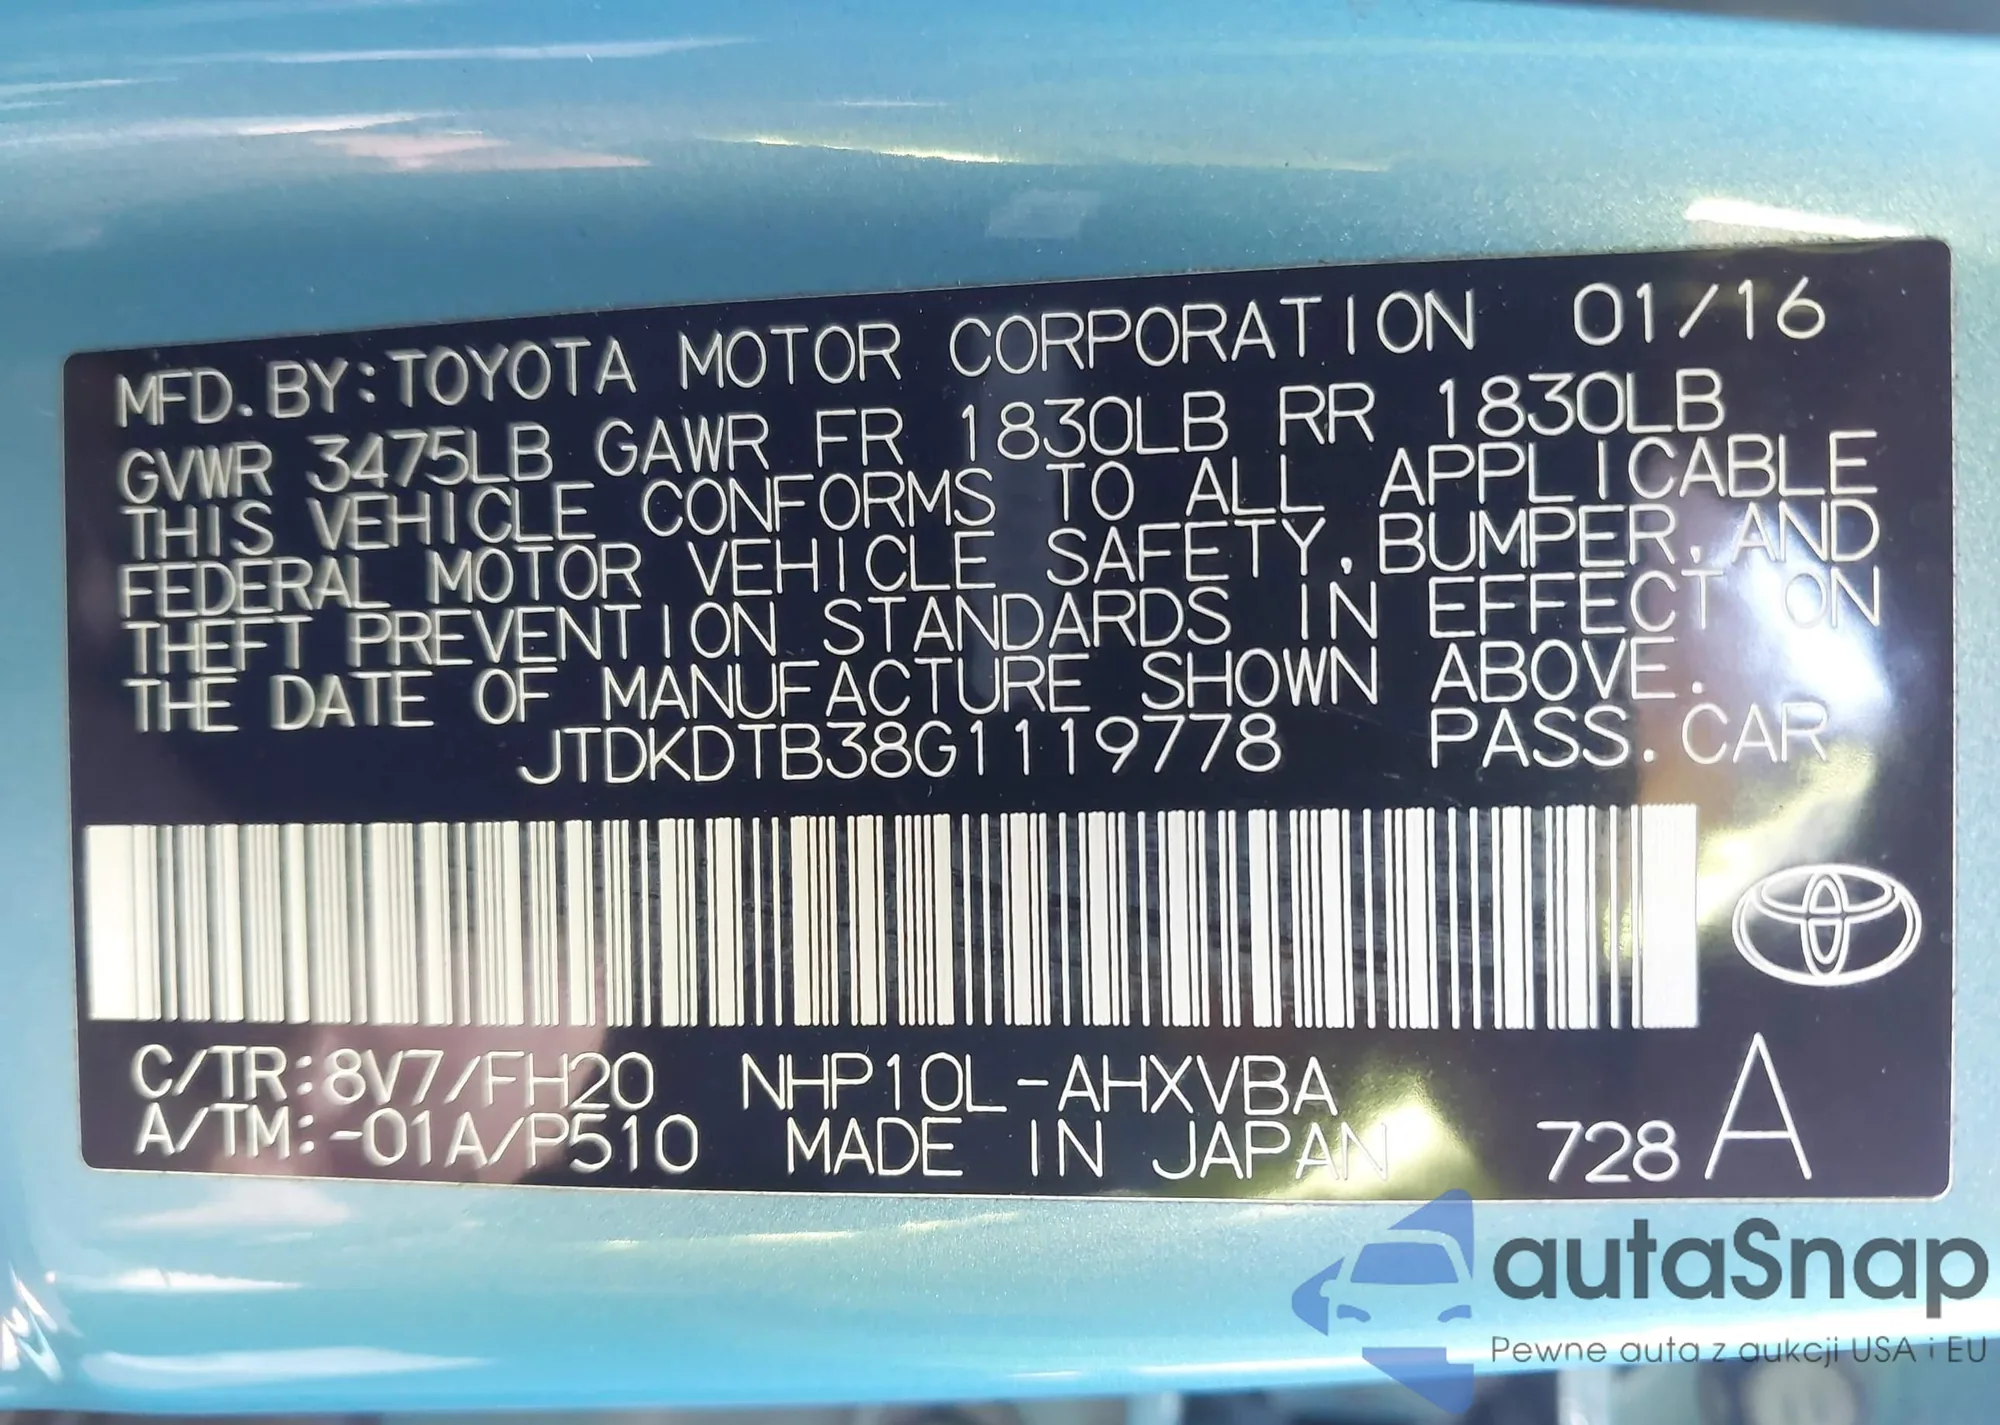 MFD. BY: TOYOTA MOTOR CORPORATION 01/16
GVWR 3475LB GAWR FR 1830LB RR 1830LB
THIS VEHICLE CONFORMS TO ALL APPLICABLE
FEDERAL MOTOR VEHICLE SAFETY, BUMPER, AND
THEFT PREVENTION STANDARDS IN EFFECT ON
THE DATE OF MANUFACTURE SHOWN ABOVE.
JTDKDTB38G1119778 PASS. CAR
C/TR: 8V7/FH20 NHP10L-AHXVBA
A/TM: -01A/P510 MADE IN JAPAN 728 A
autaSnap
Pewne auta z aukcji USA i EU